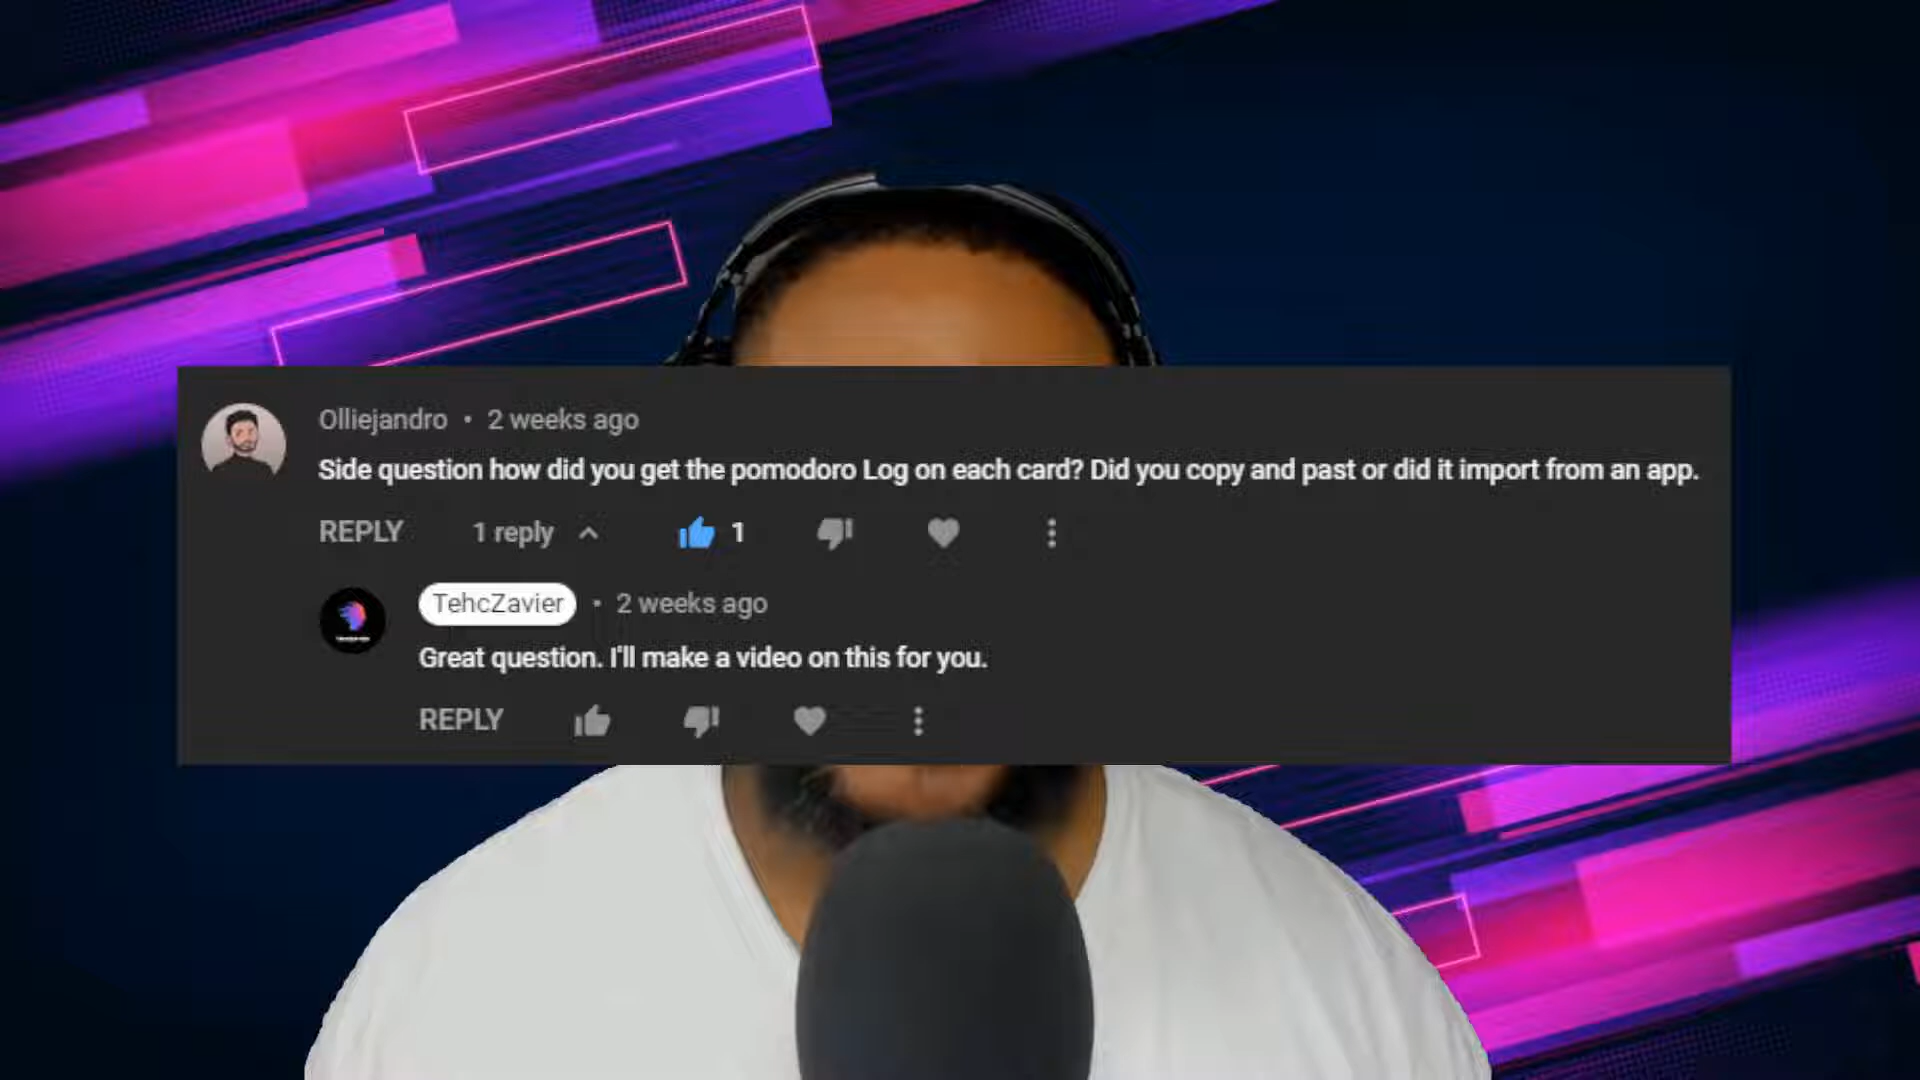 Olliejandro • 2 weeks ago
Side question how did you get the pomodoro Log on each card? Did you copy and past or did it import from an app.
REPLY 1 reply 1
TehcZavier • 2 weeks ago
Great question. I'll make a video on this for you.
REPLY